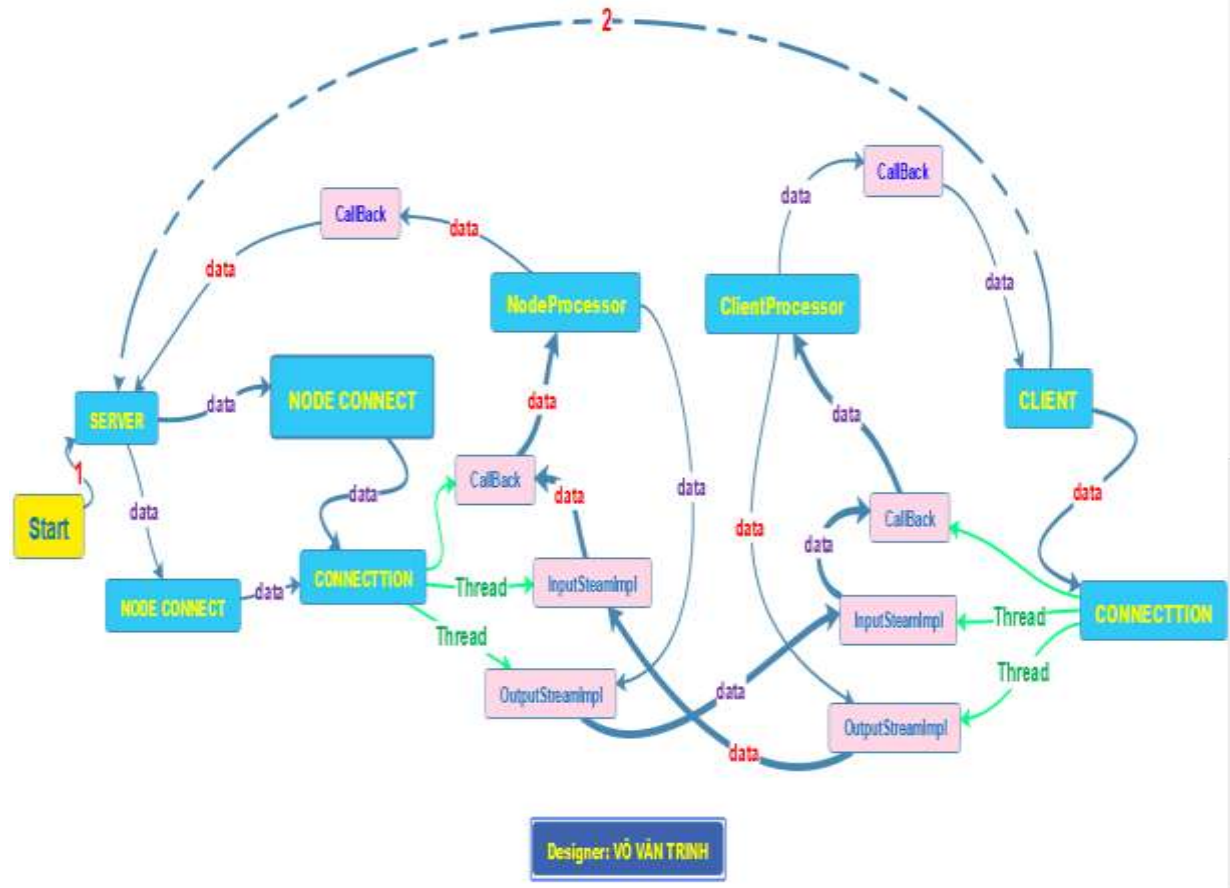 2
CallBack
data
CallBack
data
data
data
data
NodeProcessor
ClientProcessor
NODE CONNECT
CLIENT
SERVER
data
data
data
1
CallBack
data
data
data
data
Start
data
CallBack
data
data
CONNECTTION
Thread
InputSteamImpl
data
NODE CONNECT
InputSteamImpl
Thread
CONNECTTION
Thread
Thread
OutputStreamImpl
data
OutputStreamImpl
data
Designer: VÕ VĂN TRINH